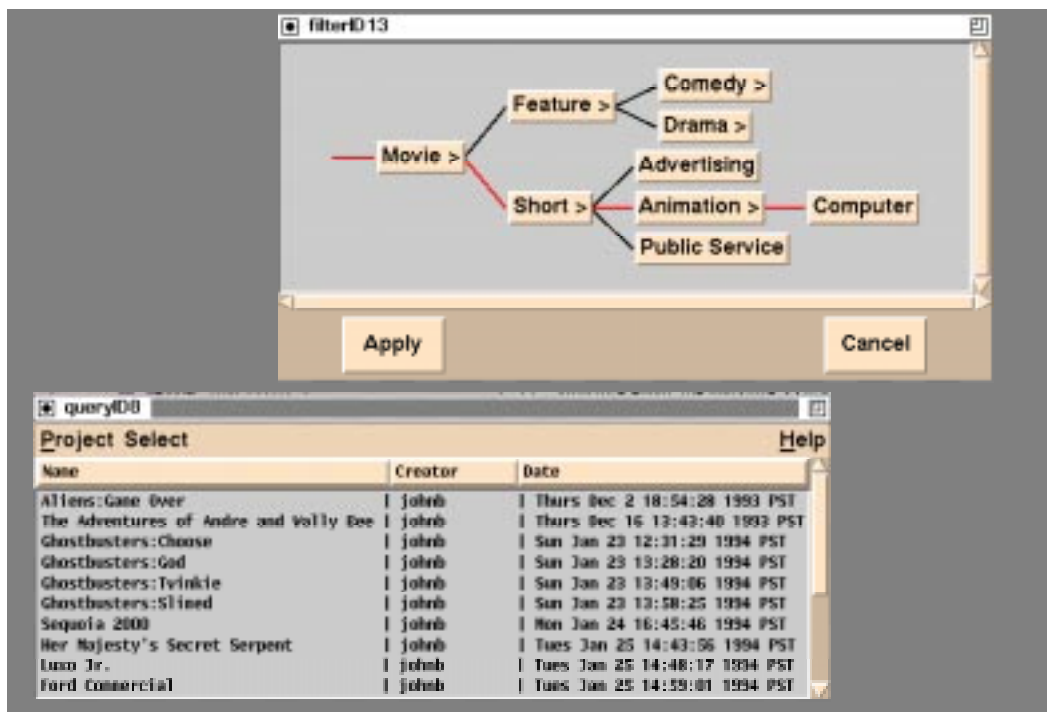 filterID13
Comedy >
Feature >
Drama >
Movie >
Advertising
Short >
Animation >
Computer
Public Service
Apply
Cancel
queryID8
Project Select Help
Name Creator Date
Aliens:Game Over | johnb | Thurs Dec 2 18:54:28 1993 PST
The Adventures of Andre and Wally Bee | johnb | Thurs Dec 16 13:43:40 1993 PST
Ghostbusters:Choose | johnb | Sun Jan 23 12:31:29 1994 PST
Ghostbusters:God | johnb | Sun Jan 23 13:28:20 1994 PST
Ghostbusters:Tvinkie | johnb | Sun Jan 23 13:49:06 1994 PST
Ghostbusters:Slimed | johnb | Sun Jan 23 13:58:25 1994 PST
Sequoia 2000 | johnb | Mon Jan 24 16:45:46 1994 PST
Her Majesty's Secret Serpent | johnb | Tues Jan 25 14:43:56 1994 PST
Luxo Jr. | johnb | Tues Jan 25 14:48:17 1994 PST
Ford Commercial | johnb | Tues Jan 25 14:59:01 1994 PST